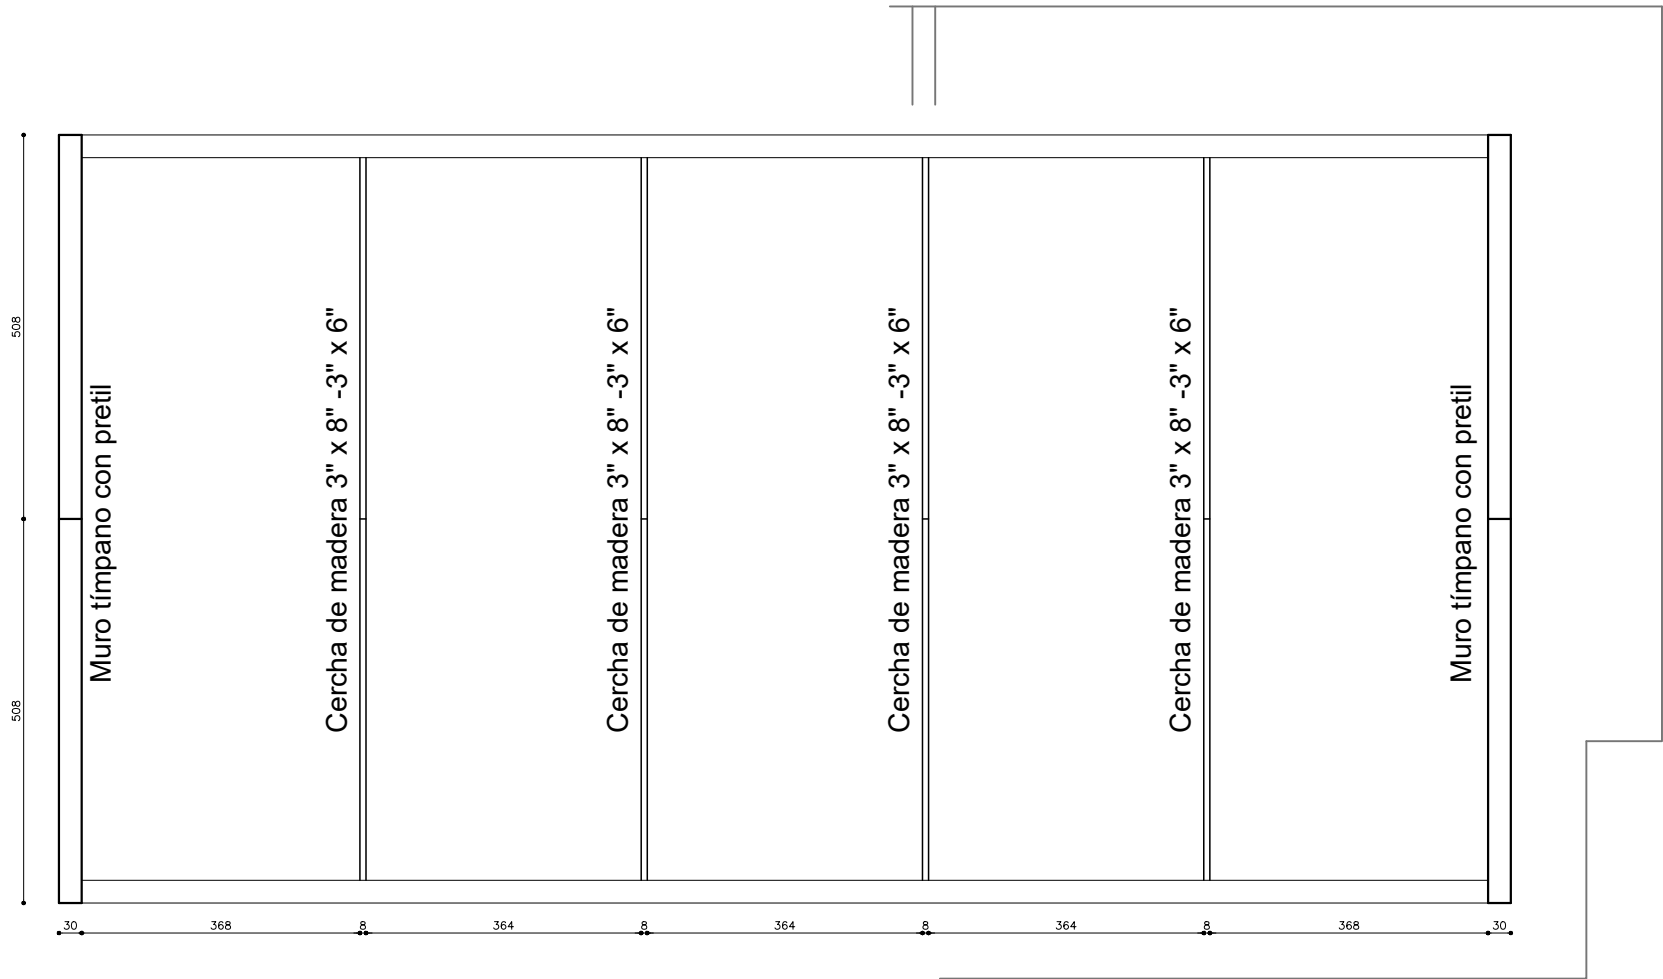 508
508
Muro tímpano con pretil
Cercha de madera 3" x 8" -3" x 6"
Cercha de madera 3" x 8" -3" x 6"
Cercha de madera 3" x 8" -3" x 6"
Cercha de madera 3" x 8" -3" x 6"
Muro tímpano con pretil
30 368 8 364 8 364 8 364 8 368 30